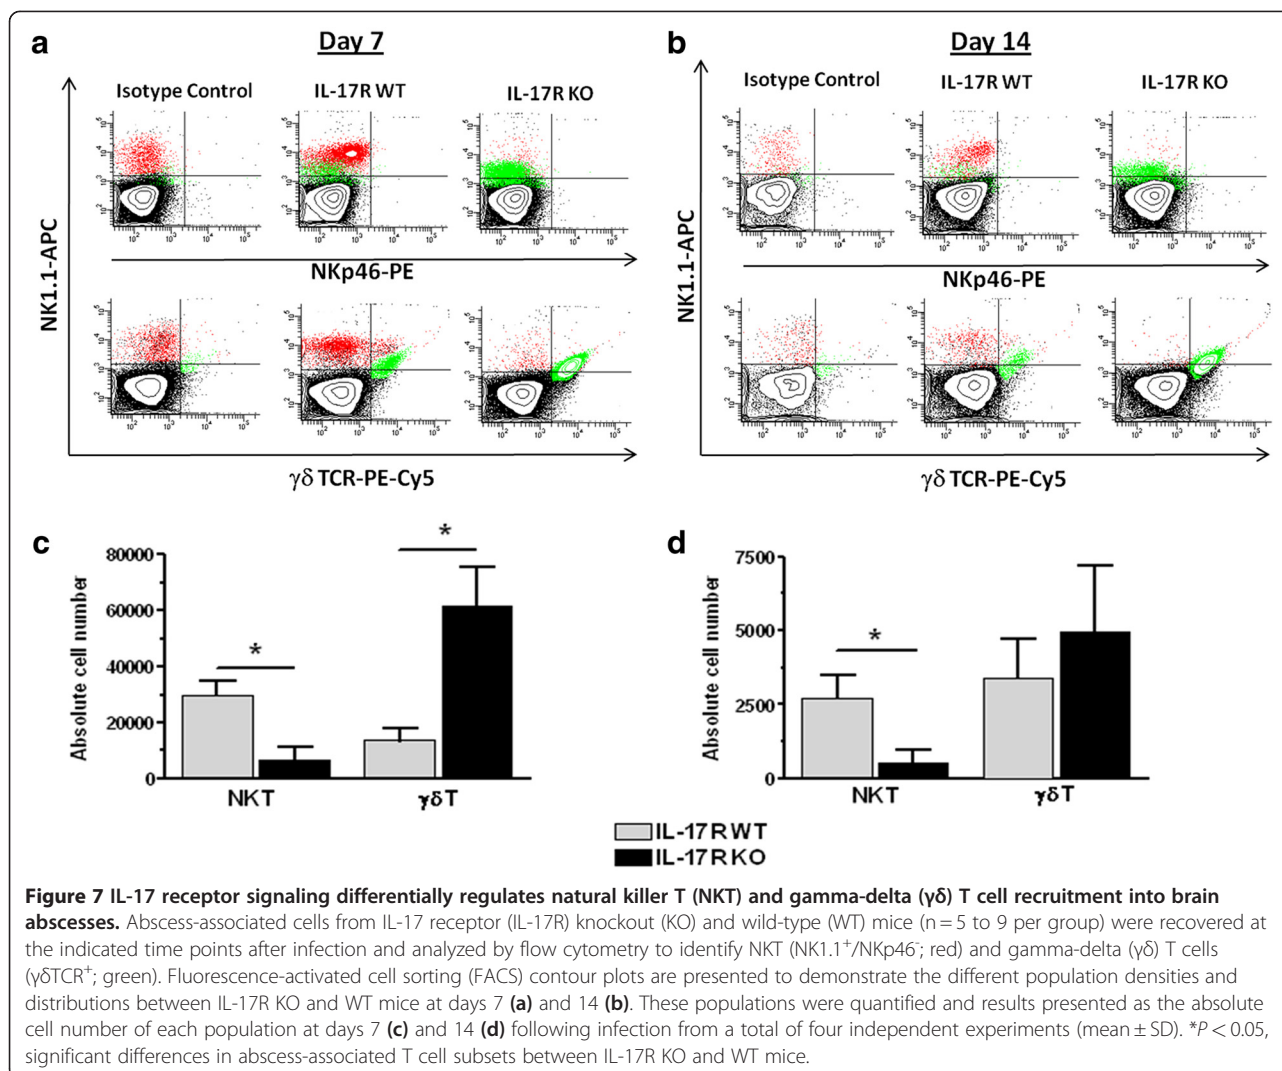 a
Day 7
b
Day 14
Isotype Control
IL-17R WT
IL-17R KO
Isotype Control
IL-17R WT
IL-17R KO
NK1.1-APC
NKp46-PE
NK1.1-APC
NKp46-PE
γδ TCR-PE-Cy5
γδ TCR-PE-Cy5
c
80000
60000
40000
20000
0
Absolute cell number
*
*
NKT
γδT
d
7500
5000
2500
0
Absolute cell number
*
NKT
γδT
IL-17R WT
IL-17R KO
Figure 7 IL-17 receptor signaling differentially regulates natural killer T (NKT) and gamma-delta (γδ) T cell recruitment into brain
abscesses. Abscess-associated cells from IL-17 receptor (IL-17R) knockout (KO) and wild-type (WT) mice (n = 5 to 9 per group) were recovered at
the indicated time points after infection and analyzed by flow cytometry to identify NKT (NK1.1⁺/NKp46⁻; red) and gamma-delta (γδ) T cells
(γδTCR⁺; green). Fluorescence-activated cell sorting (FACS) contour plots are presented to demonstrate the different population densities and
distributions between IL-17R KO and WT mice at days 7 (a) and 14 (b). These populations were quantified and results presented as the absolute
cell number of each population at days 7 (c) and 14 (d) following infection from a total of four independent experiments (mean ± SD). *P < 0.05,
significant differences in abscess-associated T cell subsets between IL-17R KO and WT mice.